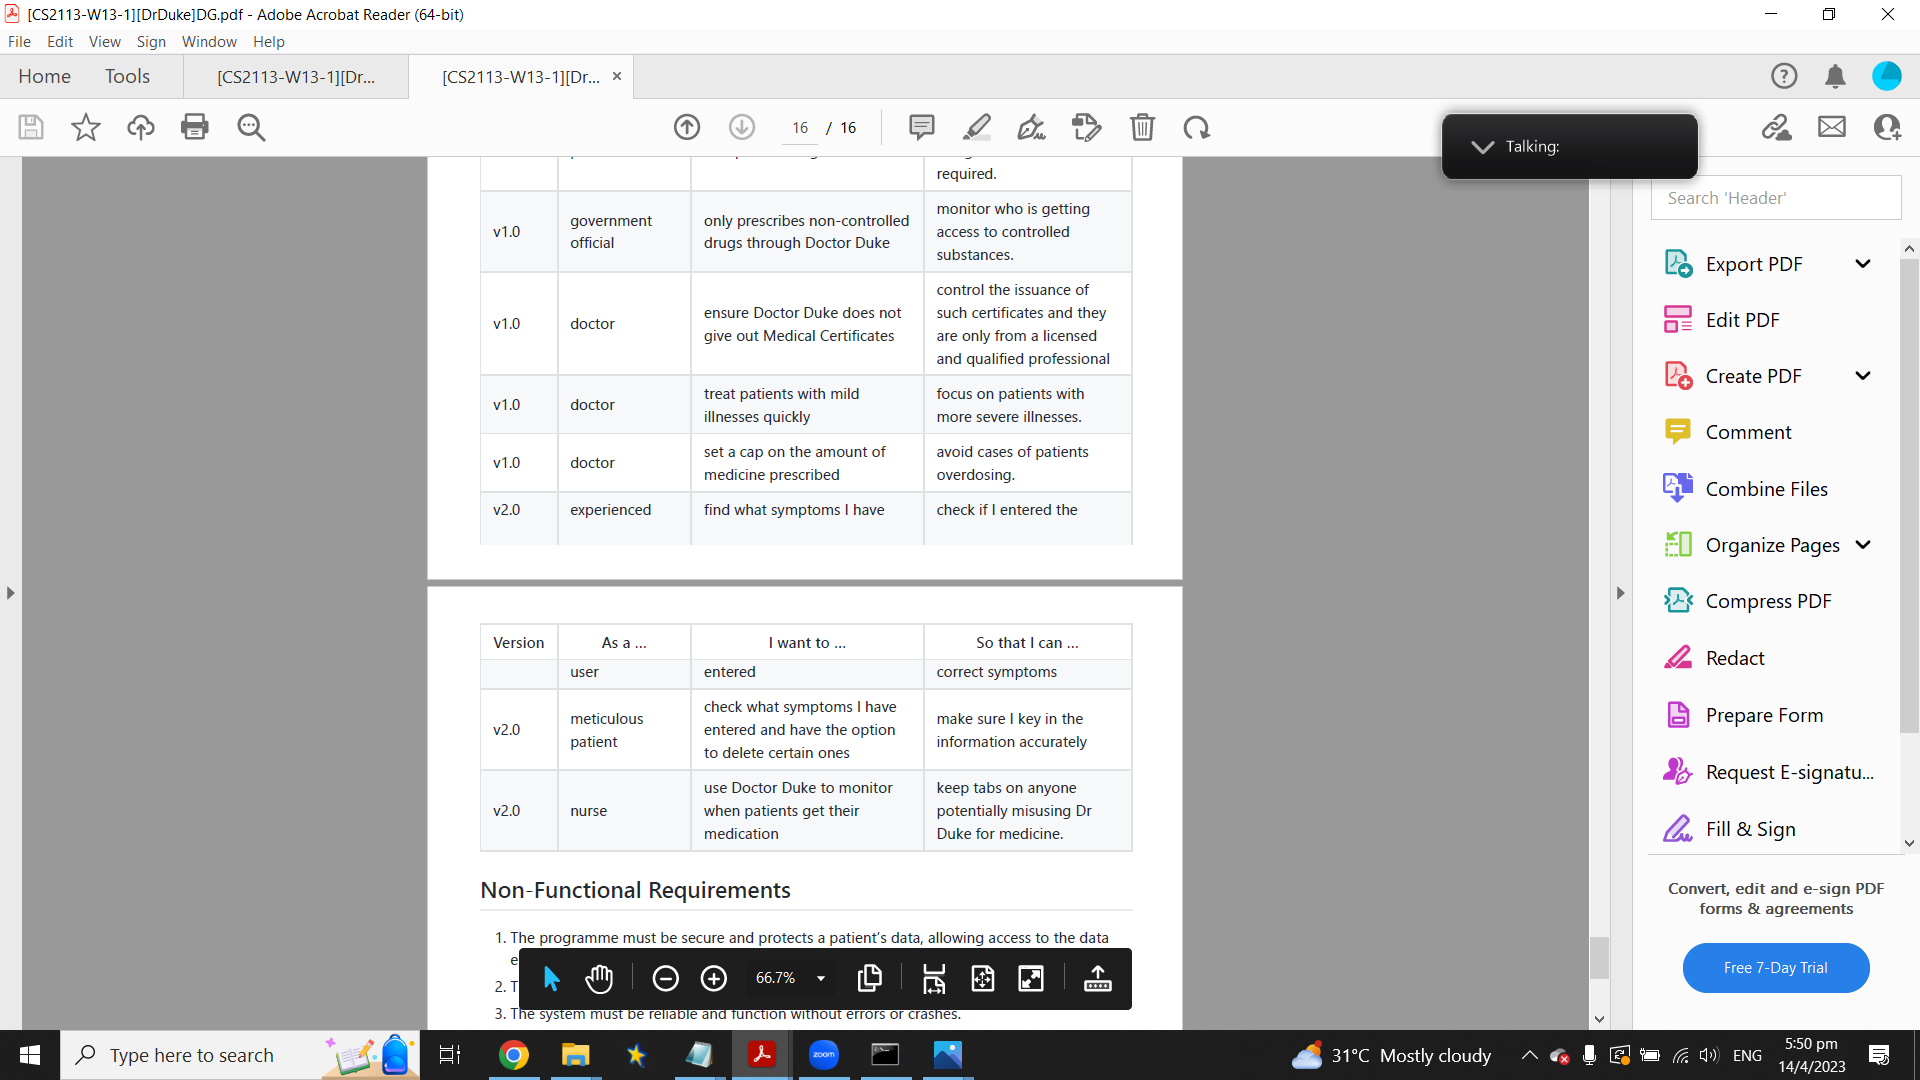 [CS2113-W13-1][DrDuke]DG.pdf - Adobe Acrobat Reader (64-bit)
File Edit View Sign Window Help
Home Tools [CS2113-W13-1][Dr... [CS2113-W13-1][Dr... ×
16 / 16
Talking:
required.
v1.0
government
official
only prescribes non-controlled
drugs through Doctor Duke
monitor who is getting
access to controlled
substances.
v1.0
doctor
ensure Doctor Duke does not
give out Medical Certificates
control the issuance of
such certificates and they
are only from a licensed
and qualified professional
v1.0
doctor
treat patients with mild
illnesses quickly
focus on patients with
more severe illnesses.
v1.0
doctor
set a cap on the amount of
medicine prescribed
avoid cases of patients
overdosing.
v2.0
experienced
find what symptoms I have
check if I entered the
Version
As a ...
I want to ...
So that I can ...
user
entered
correct symptoms
v2.0
meticulous
patient
check what symptoms I have
entered and have the option
to delete certain ones
make sure I key in the
information accurately
v2.0
nurse
use Doctor Duke to monitor
when patients get their
medication
keep tabs on anyone
potentially misusing Dr
Duke for medicine.
Non-Functional Requirements
1. The programme must be secure and protects a patient's data, allowing access to the data
2.
3. The system must be reliable and function without errors or crashes.
66.7%
Search 'Header'
Export PDF
Edit PDF
Create PDF
Comment
Combine Files
Organize Pages
Compress PDF
Redact
Prepare Form
Request E-signatu...
Fill & Sign
Convert, edit and e-sign PDF
forms & agreements
Free 7-Day Trial
Type here to search
zoom
31°C Mostly cloudy
ENG
5:50 pm
14/4/2023